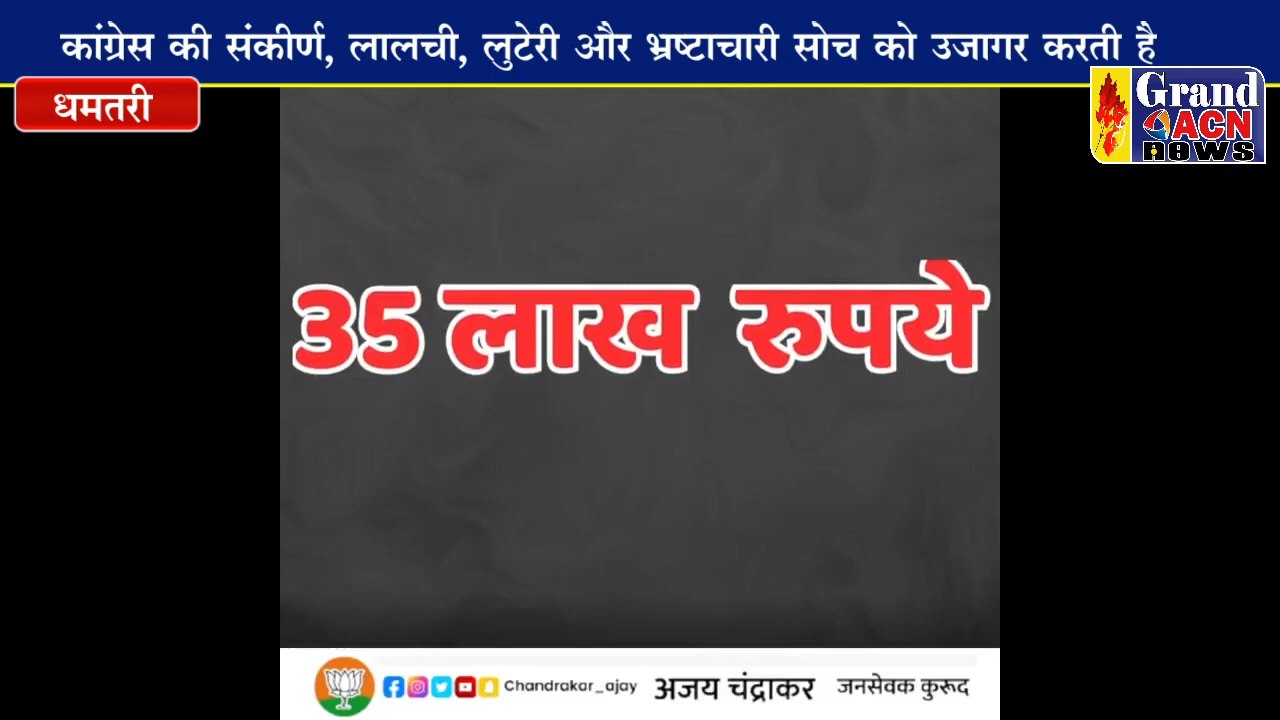 कांग्रेस की संकीर्ण, लालची, लुटेरी और भ्रष्टाचारी सोच को उजागर करती है
धमतरी
Grand
ACN
news
35 लाख रुपये
Chandrakar_ajay अजय चंद्राकर जनसेवक कुरूद